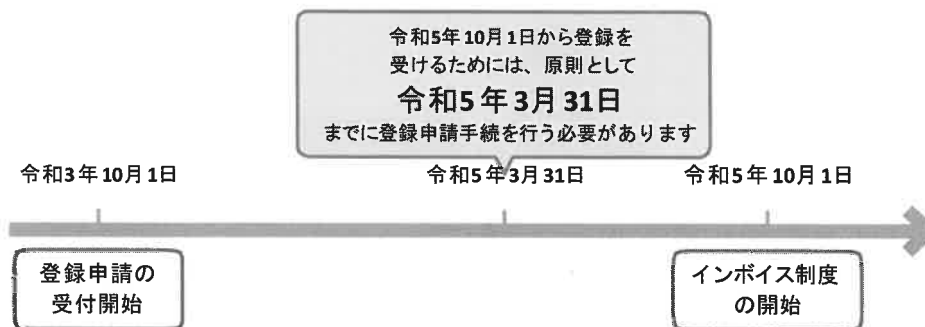 令和5年10月1日から登録を
受けるためには、原則として
令和5年3月31日
までに登録申請手続を行う必要があります
令和3年10月1日
令和5年3月31日
令和5年10月1日
登録申請の
受付開始
インボイス制度
の開始